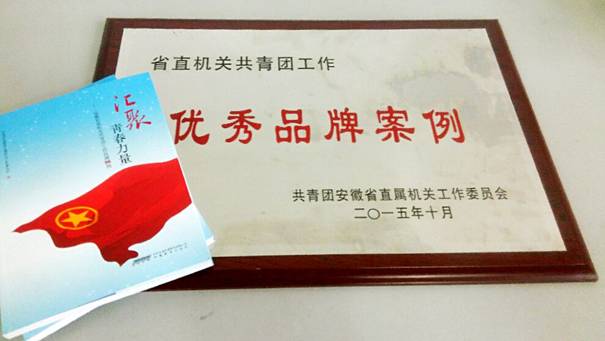 省直机关共青团工作
优秀品牌案例
共青团安徽省直属机关工作委员会
二〇一五年十月
汇聚
青春力量